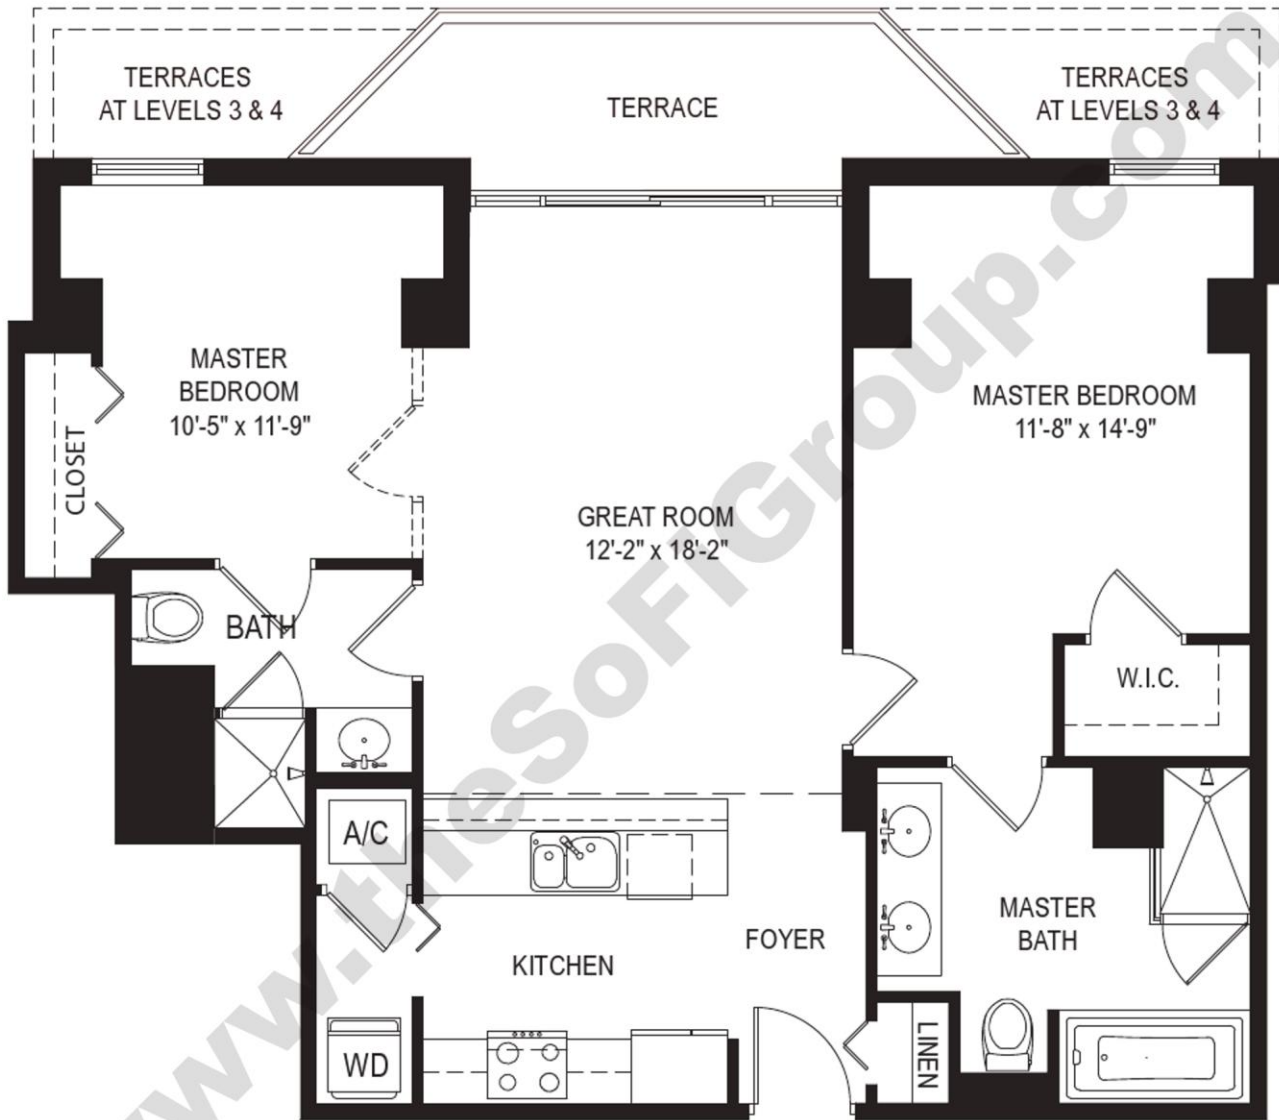 TERRACES
AT LEVELS 3 & 4
TERRACE
TERRACES
AT LEVELS 3 & 4
MASTER
BEDROOM
10'-5" x 11'-9"
MASTER BEDROOM
11'-8" x 14'-9"
CLOSET
GREAT ROOM
12'-2" x 18'-2"
BATH
W.I.C.
A/C
MASTER
BATH
FOYER
KITCHEN
WD
LINEN
www.theSoFIGroup.com